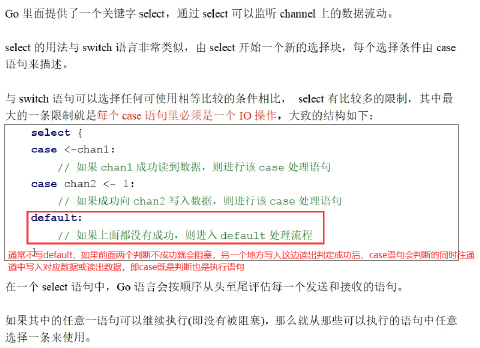 Go 里面提供了一个关键字 select，通过 select 可以监听 channel 上的数据流动。
select 的用法与 switch 语言非常类似，由 select 开始一个新的选择块，每个选择条件由 case
语句来描述。
与 switch 语句可以选择任何可使用相等比较的条件相比， select 有比较多的限制，其中最
大的一条限制就是每个 case 语句里必须是一个 IO 操作，大致的结构如下：
select {
case <-chan1:
// 如果 chan1 成功读到数据，则进行该 case 处理语句
case chan2 <- 1:
// 如果成功向 chan2 写入数据，则进行该 case 处理语句
default:
// 如果上面都没有成功，则进入 default 处理流程
}
通常不写default，如果前面两个判断不成功就会阻塞，另一个地方写入这边读出判定成功后，case语句会判断的同时往通
道中写入对应数据或读出数据，即case既是判断也是执行语句
在一个 select 语句中，Go 语言会按顺序从头至尾评估每一个发送和接收的语句。
如果其中的任意一语句可以继续执行(即没有被阻塞)，那么就从那些可以执行的语句中任意
选择一条来使用。